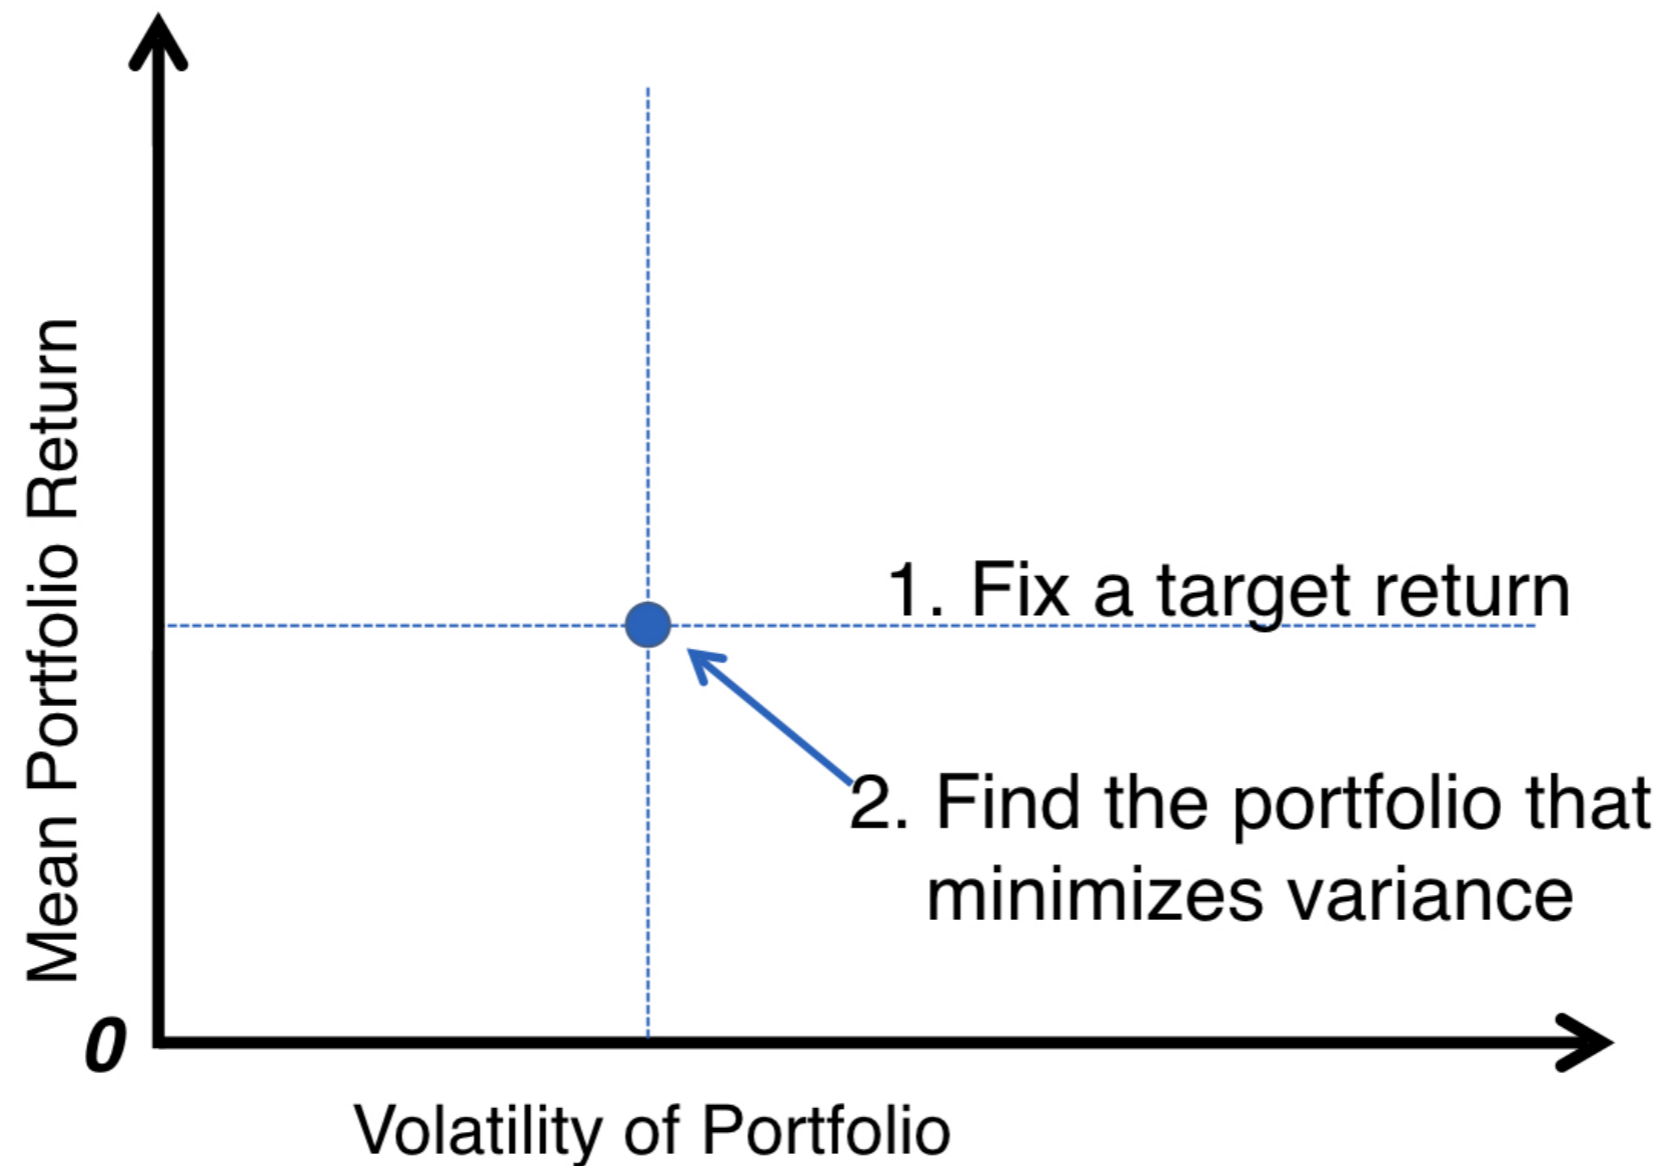 Mean Portfolio Return
1. Fix a target return
2. Find the portfolio that
minimizes variance
0
Volatility of Portfolio